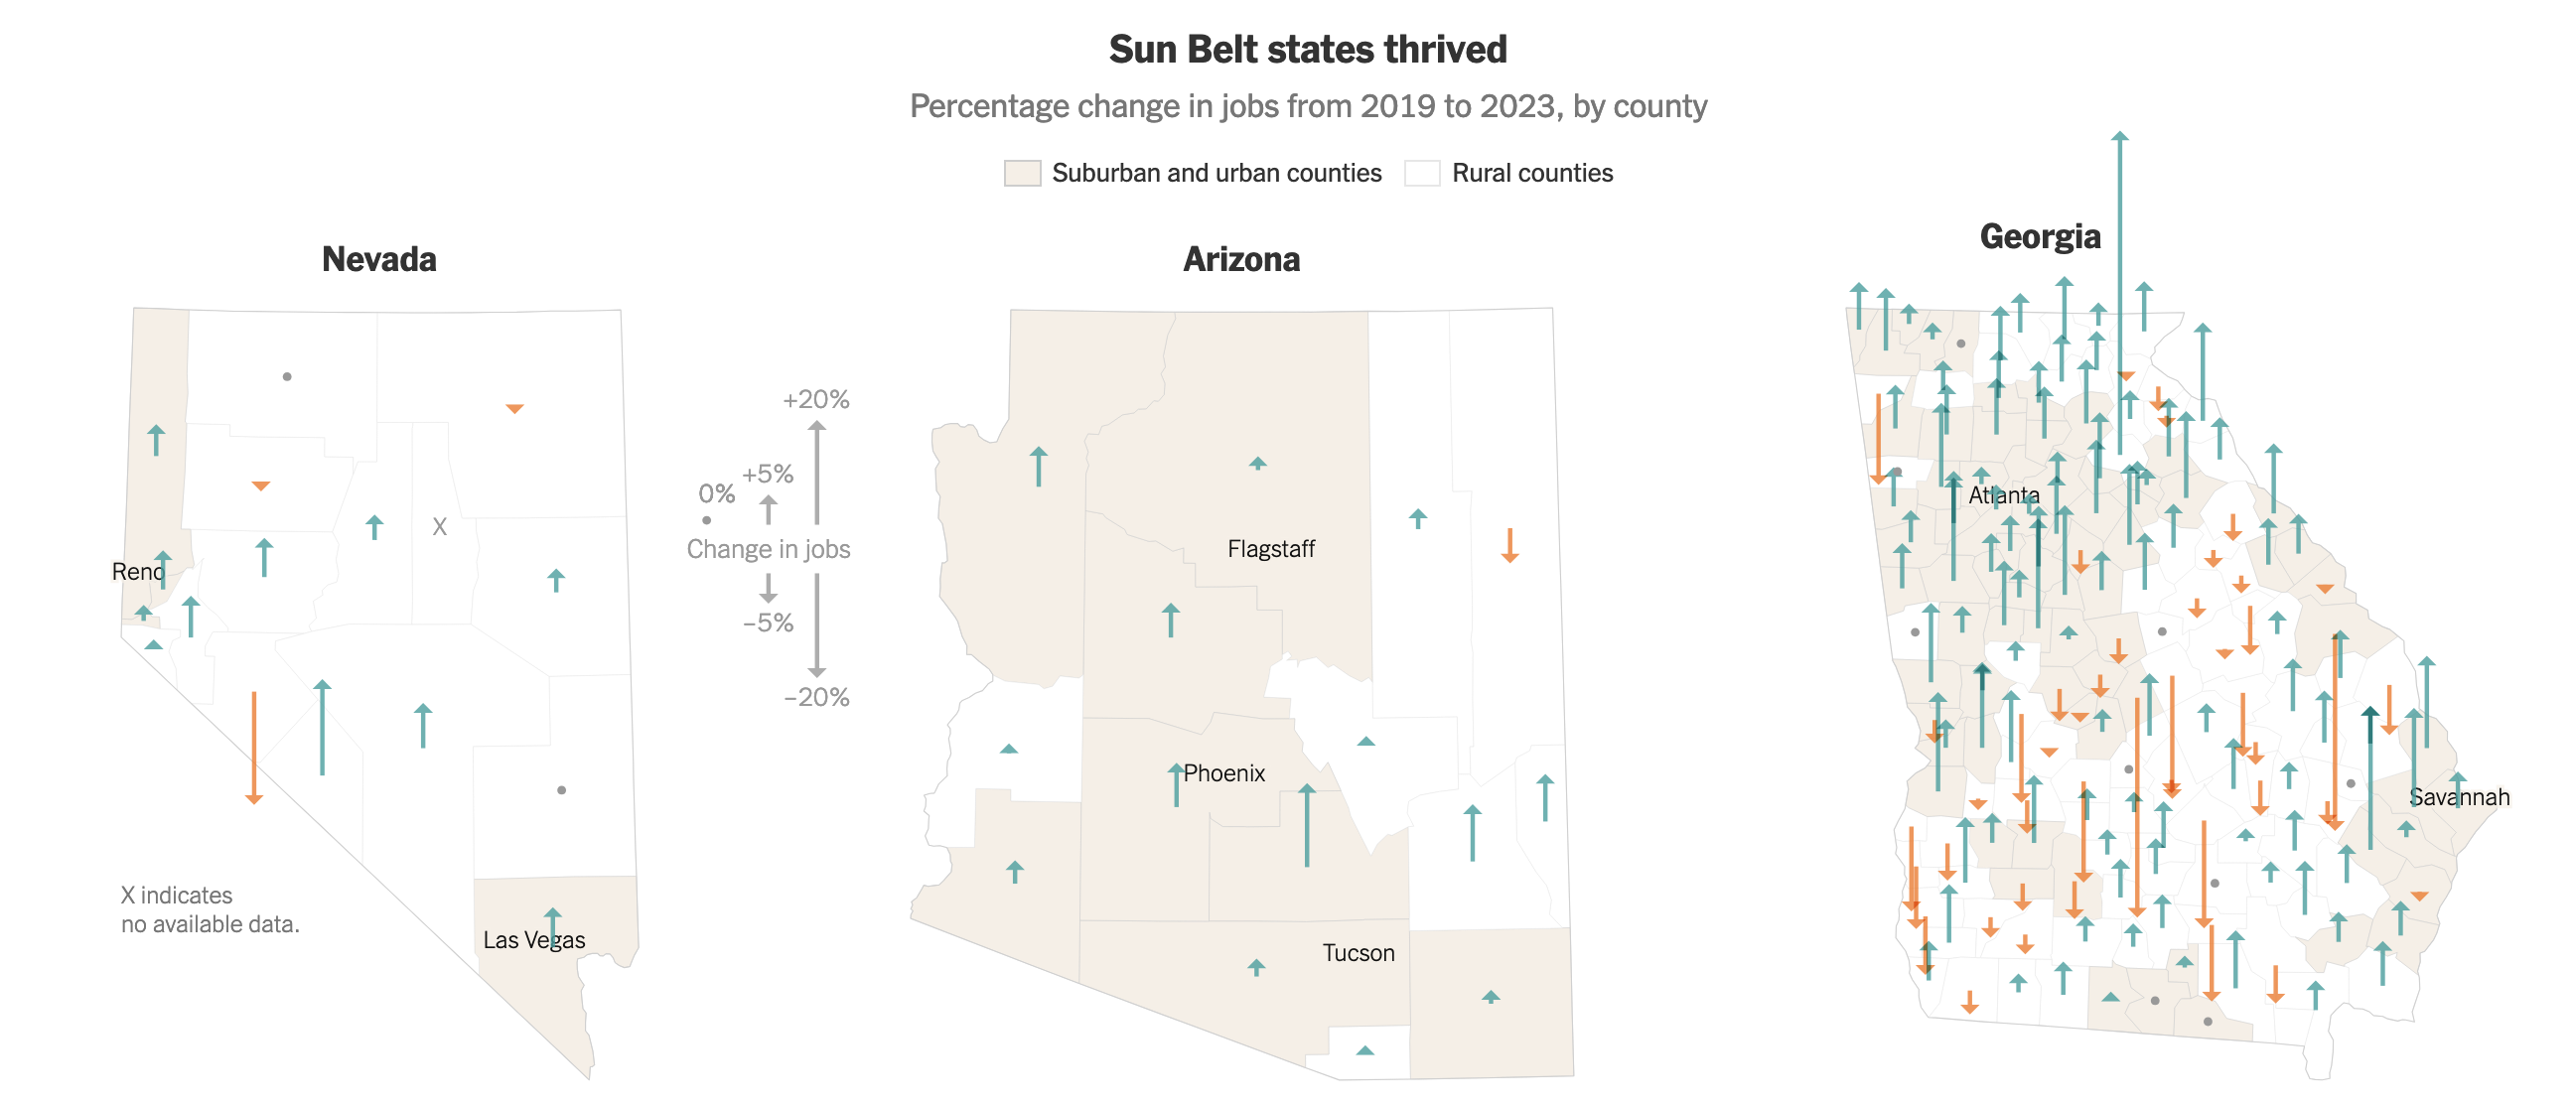 Sun Belt states thrived
Percentage change in jobs from 2019 to 2023, by county
Suburban and urban counties
Rural counties
Nevada
Arizona
Georgia
Reno
X
Las Vegas
X indicates
no available data.
+20%
+5%
0%
Change in jobs
–5%
–20%
Flagstaff
Phoenix
Tucson
Atlanta
Savannah